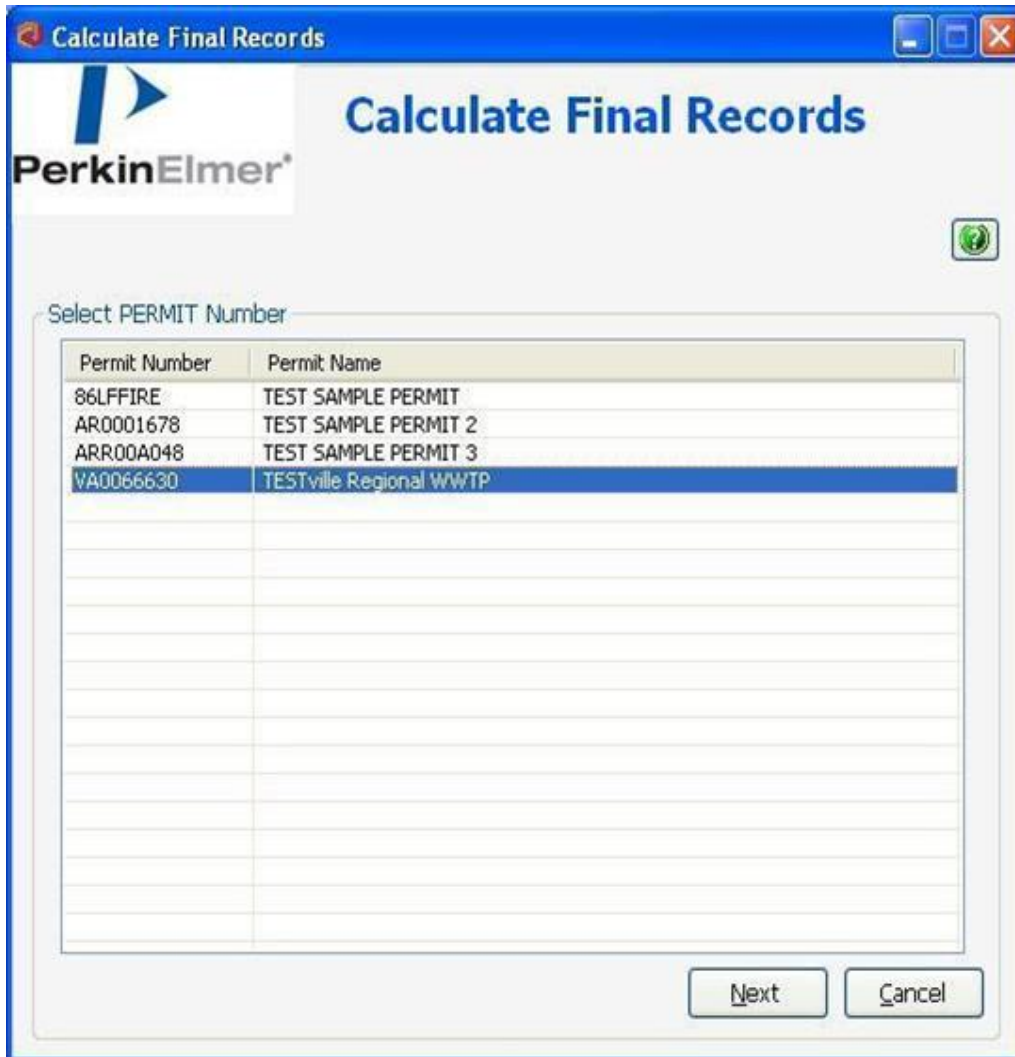 Calculate Final Records
PerkinElmer®
Calculate Final Records
Select PERMIT Number
Permit Number Permit Name
86LFFIRE TEST SAMPLE PERMIT
AR0001678 TEST SAMPLE PERMIT 2
ARR00A048 TEST SAMPLE PERMIT 3
VA0066630 TESTville Regional WWTP
Next Cancel